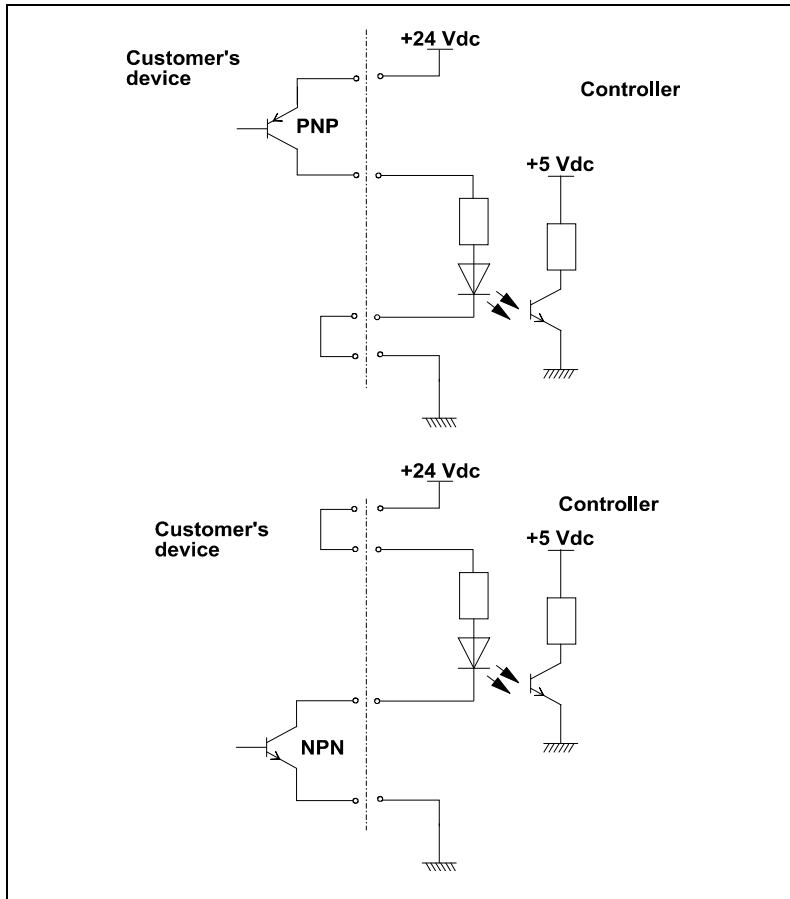 +24 Vdc
Customer's
device
Controller
PNP
+5 Vdc
+24 Vdc
Controller
Customer's
device
+5 Vdc
NPN